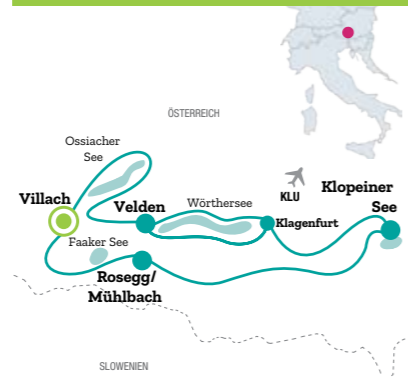 ÖSTERREICH
Ossiacher
See
Villach
Velden
Wörthersee
KLU
Klopeiner
See
Klagenfurt
Faaker See
Rosegg/
Mühlbach
SLOWENIEN